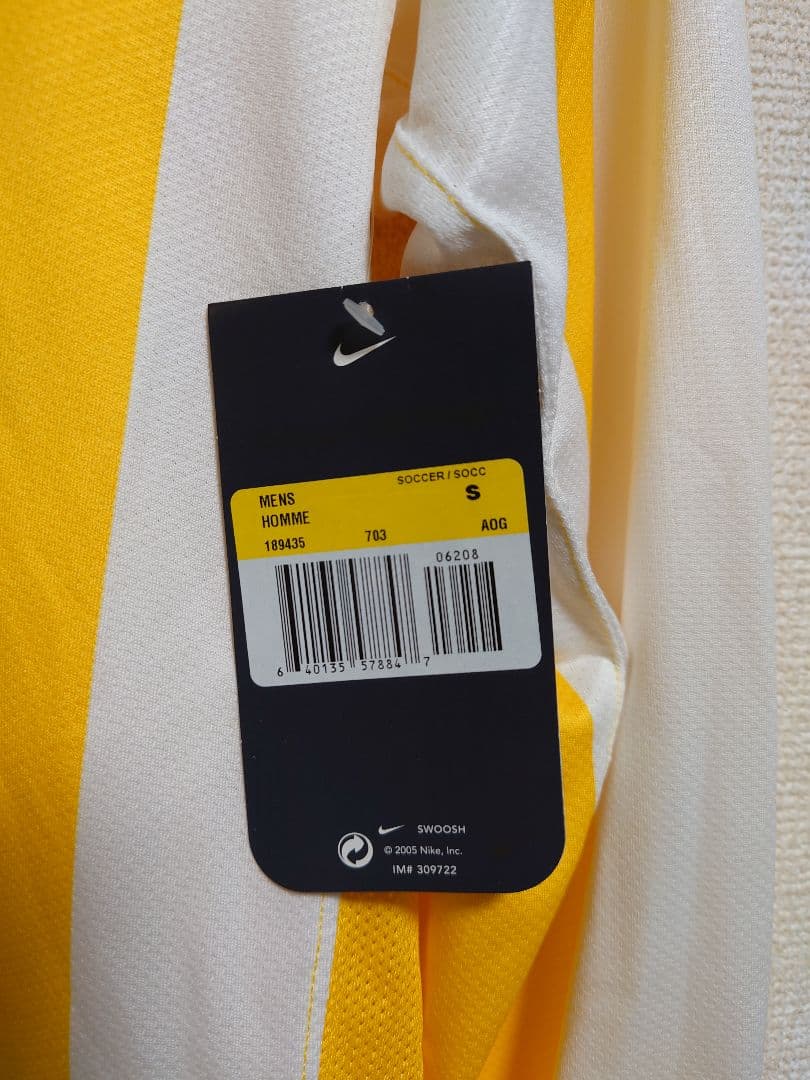 SOCCER / SOCC
MENS S
HOMME
189435 703 AOG
06208
6 40135 57884 7
SWOOSH
© 2005 Nike, Inc.
IM# 309722